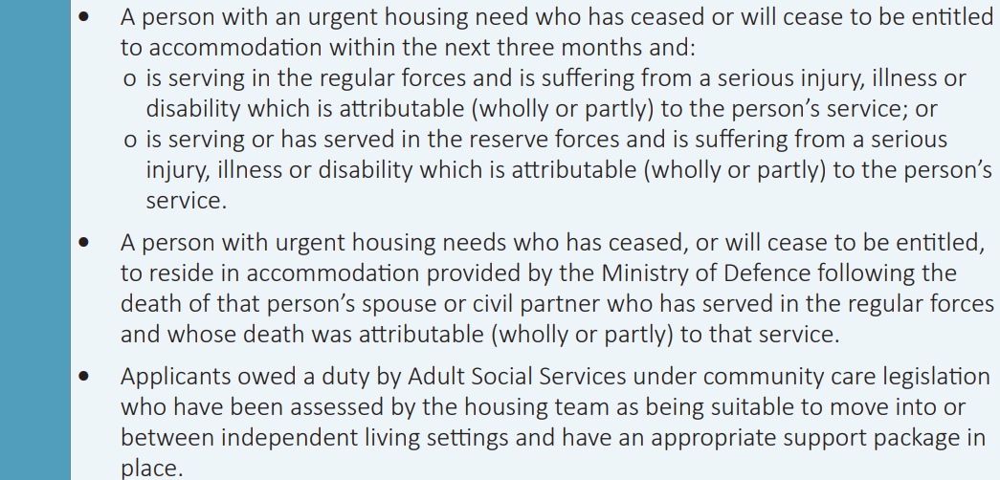 • A person with an urgent housing need who has ceased or will cease to be entitled
to accommodation within the next three months and:
o is serving in the regular forces and is suffering from a serious injury, illness or
disability which is attributable (wholly or partly) to the person’s service; or
o is serving or has served in the reserve forces and is suffering from a serious
injury, illness or disability which is attributable (wholly or partly) to the person’s
service.
• A person with urgent housing needs who has ceased, or will cease to be entitled,
to reside in accommodation provided by the Ministry of Defence following the
death of that person’s spouse or civil partner who has served in the regular forces
and whose death was attributable (wholly or partly) to that service.
• Applicants owed a duty by Adult Social Services under community care legislation
who have been assessed by the housing team as being suitable to move into or
between independent living settings and have an appropriate support package in
place.